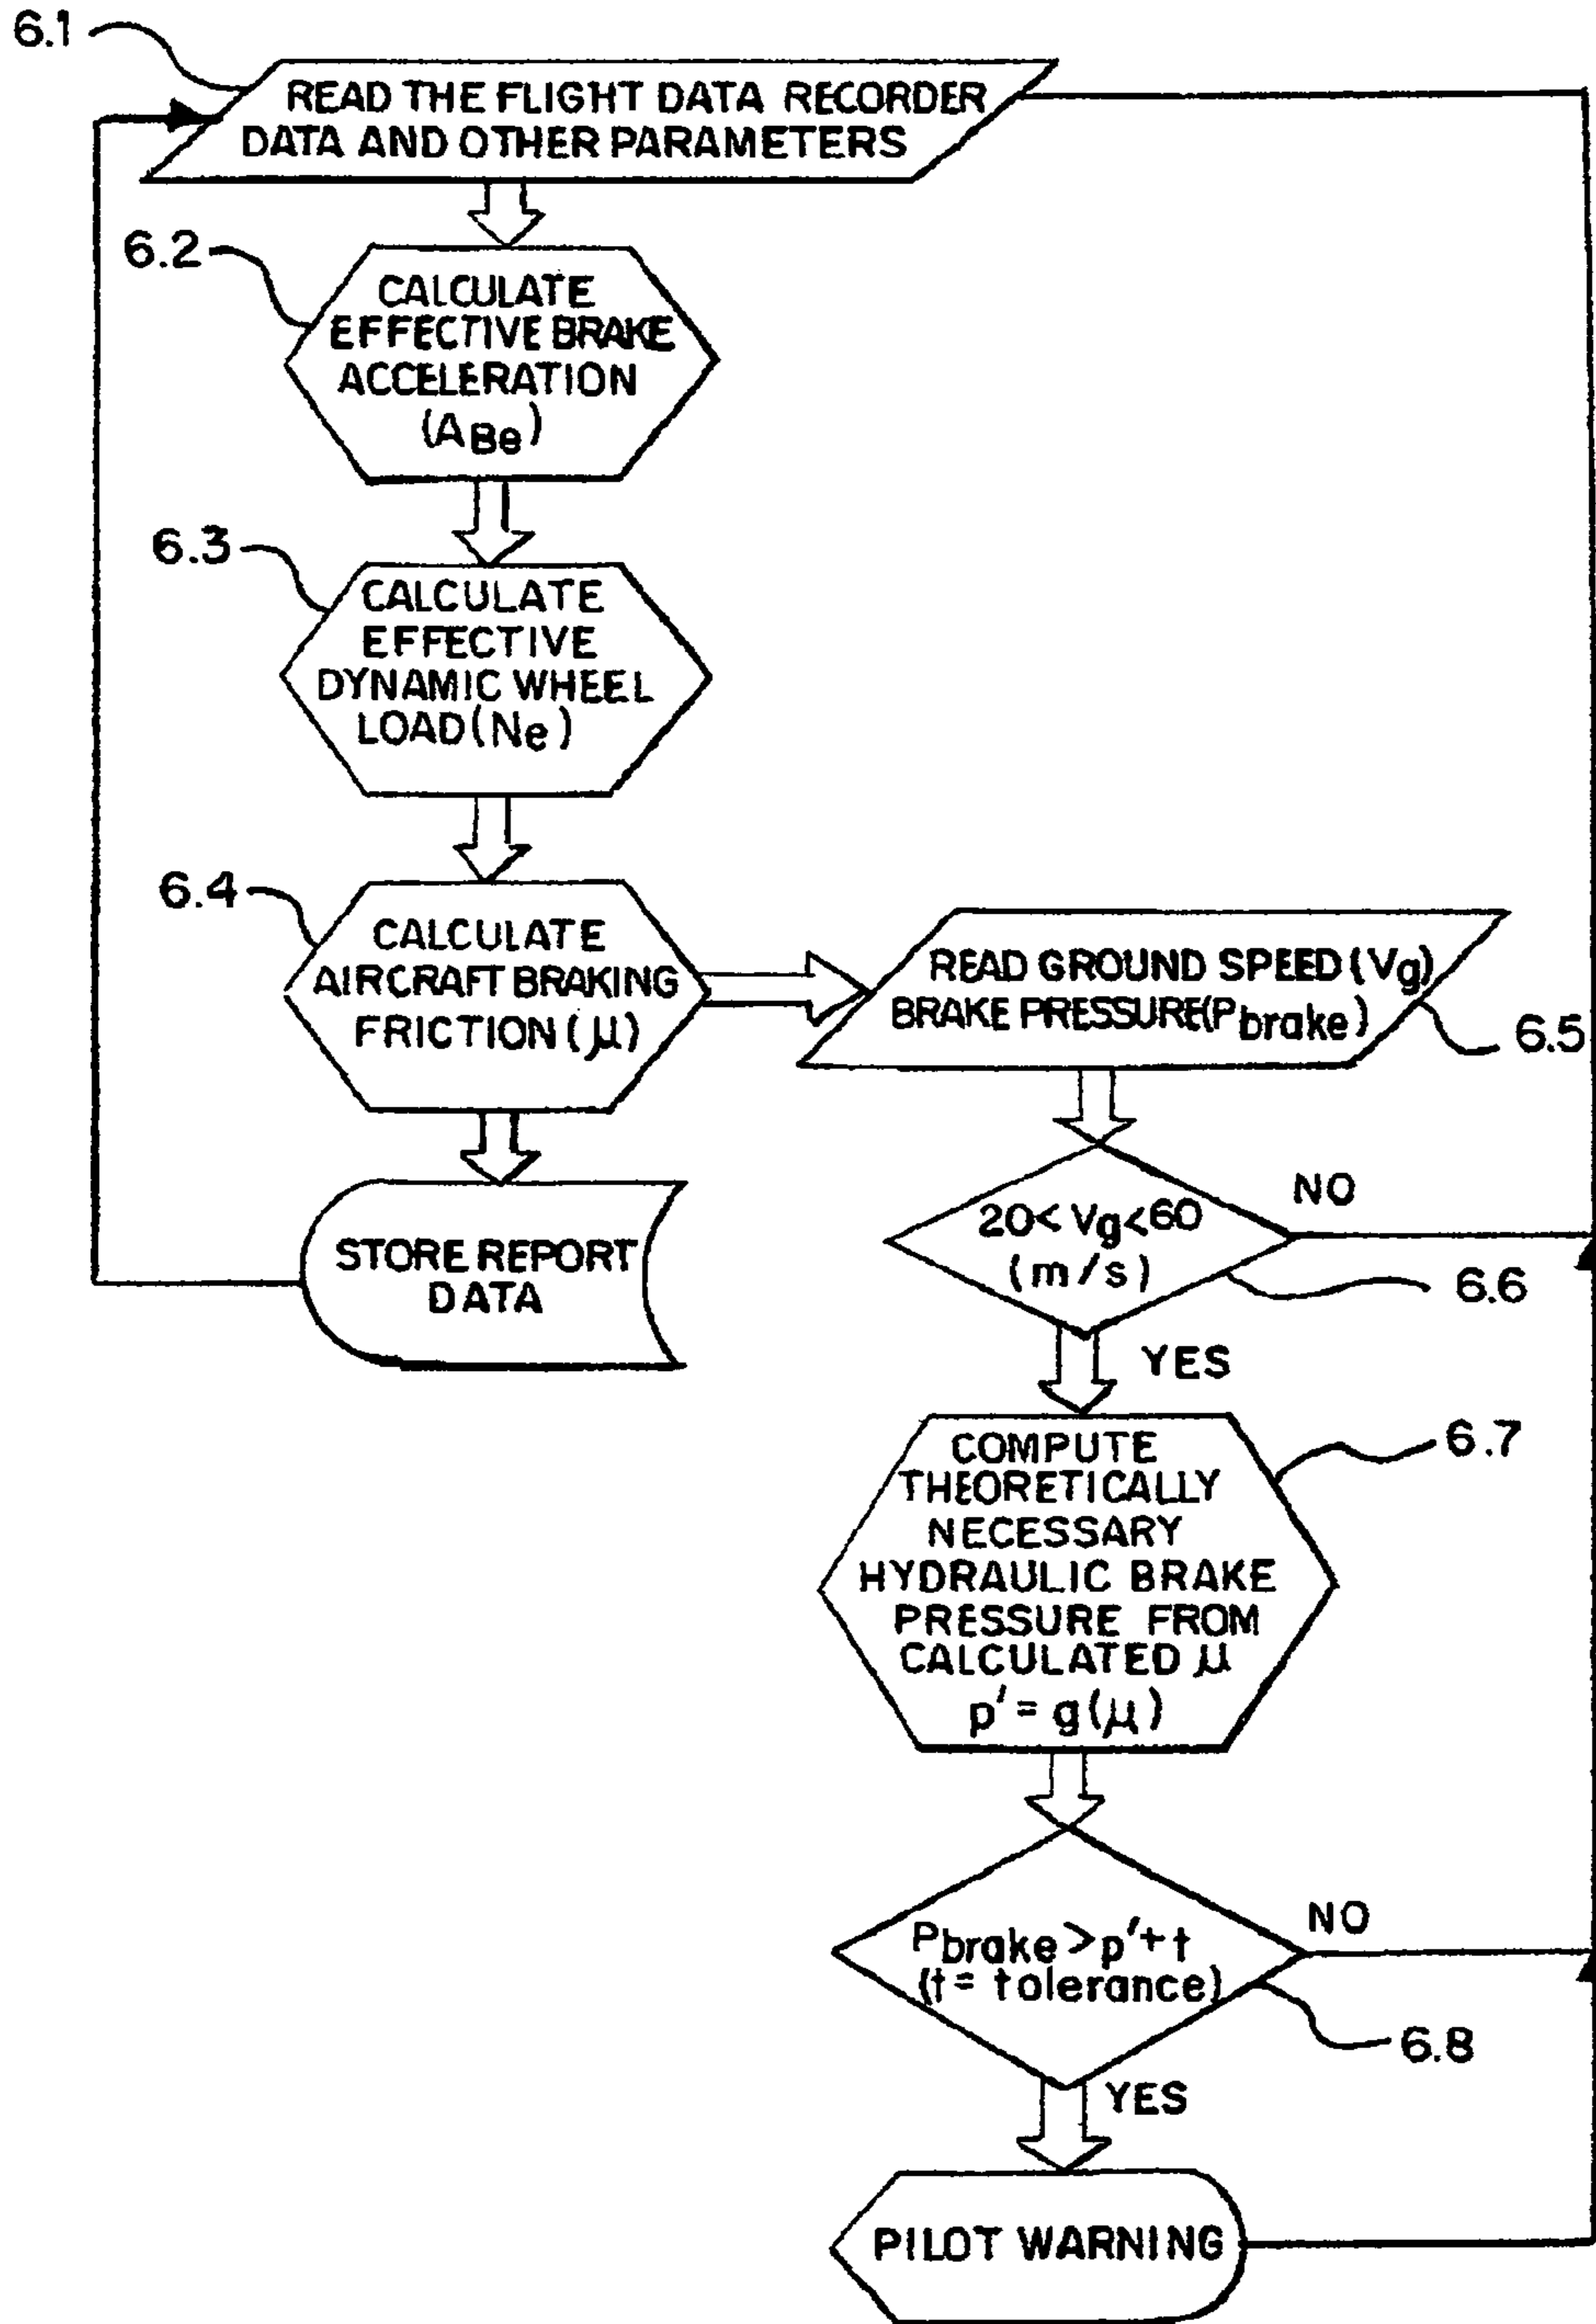 6.1
READ THE FLIGHT DATA RECORDER
DATA AND OTHER PARAMETERS
6.2
CALCULATE
EFFECTIVE BRAKE
ACCELERATION
(ABe)
6.3
CALCULATE
EFFECTIVE
DYNAMIC WHEEL
LOAD(Ne)
6.4
CALCULATE
AIRCRAFT BRAKING
FRICTION(μ)
READ GROUND SPEED(Vg)
BRAKE PRESSURE(Pbrake)
6.5
STORE REPORT
DATA
20<Vg<60
(m/s)
NO
6.6
YES
COMPUTE
THEORETICALLY
NECESSARY
HYDRAULIC BRAKE
PRESSURE FROM
CALCULATED μ
p'=g(μ)
6.7
Pbrake>p'+t
(t=tolerance)
NO
6.8
YES
PILOT WARNING